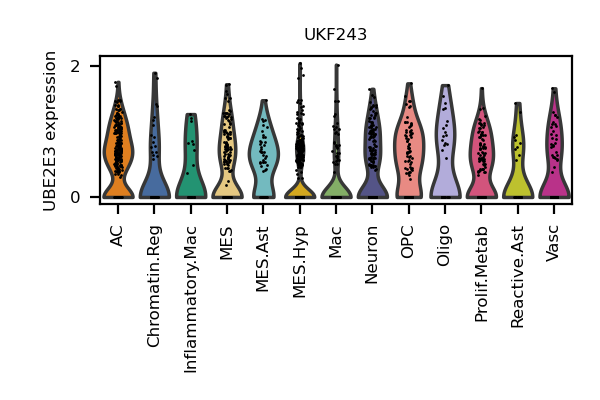 UKF243
UBE2E3 expression
2
0
AC
Chromatin.Reg
Inflammatory.Mac
MES
MES.Ast
MES.Hyp
Mac
Neuron
OPC
Oligo
Prolif.Metab
Reactive.Ast
Vasc